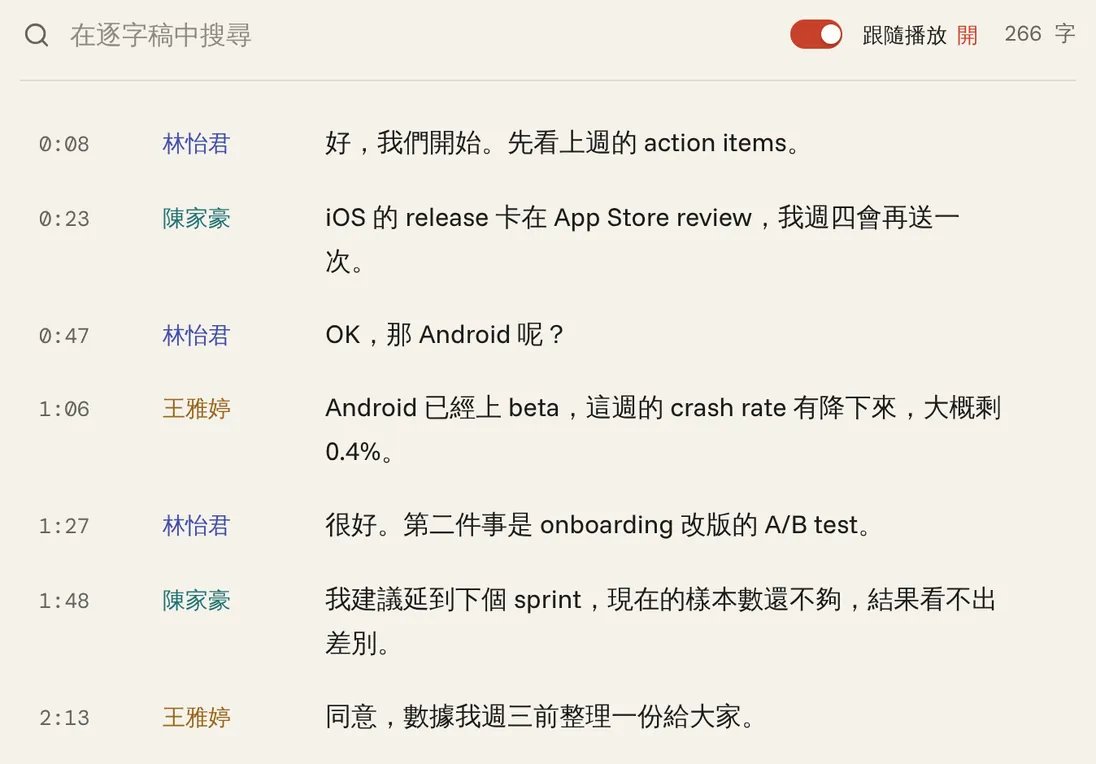 在逐字稿中搜尋 跟隨播放 開 266 字
0:08 林怡君 好，我們開始。先看上週的 action items。
0:23 陳家豪 iOS 的 release 卡在 App Store review，我週四會再送一
次。
0:47 林怡君 OK，那 Android 呢？
1:06 王雅婷 Android 已經上 beta，這週的 crash rate 有降下來，大概剩
0.4%。
1:27 林怡君 很好。第二件事是 onboarding 改版的 A/B test。
1:48 陳家豪 我建議延到下個 sprint，現在的樣本數還不夠，結果看不出
差別。
2:13 王雅婷 同意，數據我週三前整理一份給大家。